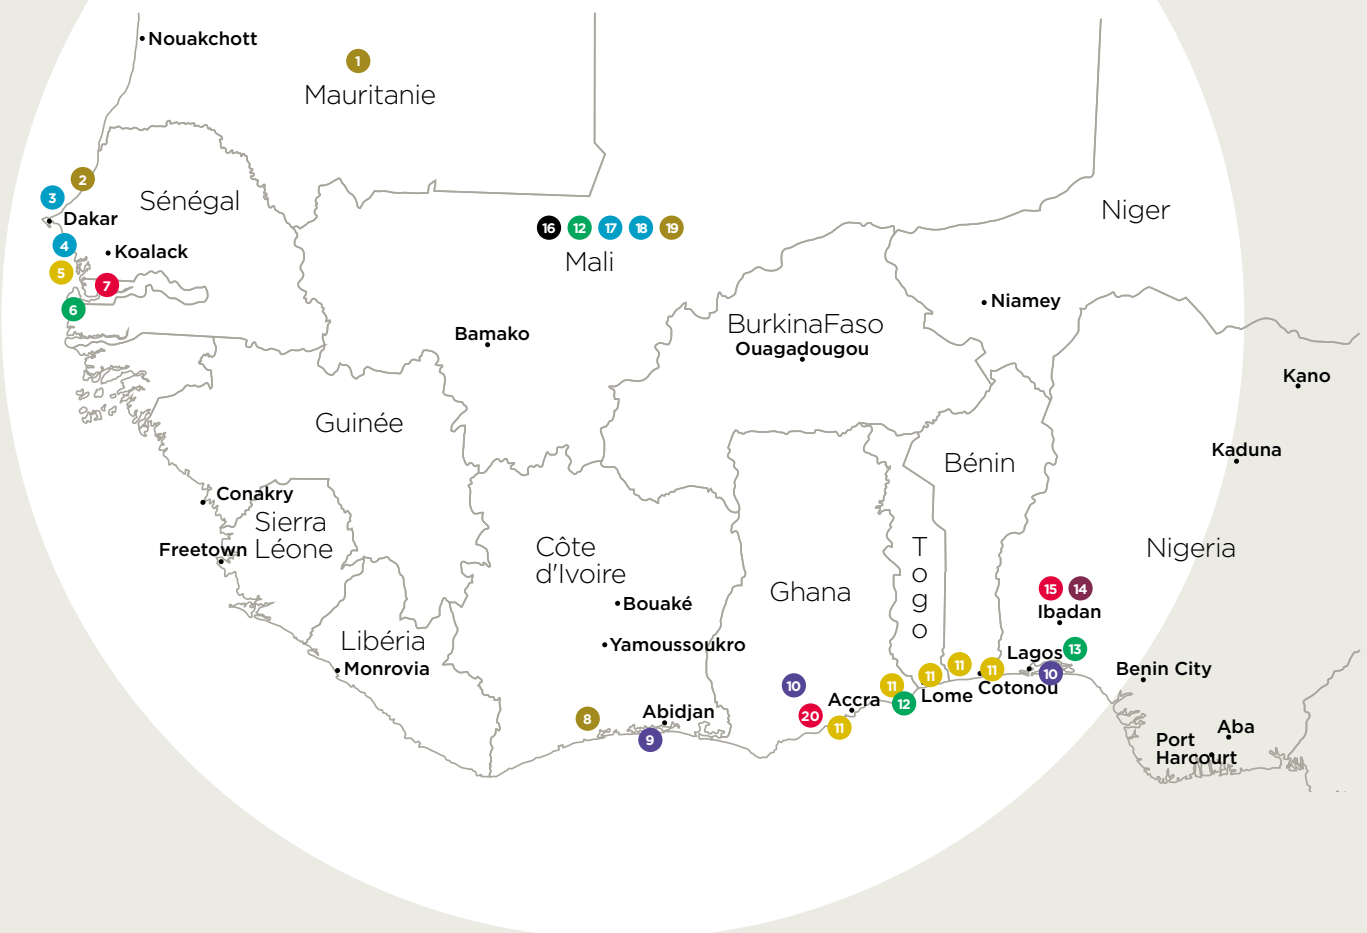 Nouakchott
1
Mauritanie
2
3
Sénégal
Dakar
4
Koalack
5
7
6
16 12 17 18 19
Mali
Niger
Niamey
Bamako
BurkinaFaso
Ouagadougou
Kano
Guinée
Kaduna
Bénin
Conakry
Sierra
Léone
Freetown
Côte
d'Ivoire
T
o
g
o
Nigeria
Ghana
15 14
Ibadan
Bouaké
Libéria
Monrovia
Yamoussoukro
Lagos
13
11
11
10
Benin City
10
11
11
Lome
Cotonou
12
Accra
20
11
8
Abidjan
9
Aba
Port
Harcourt